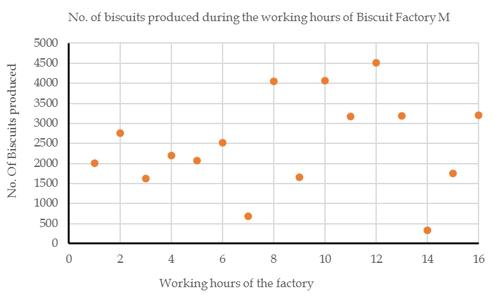 No. of biscuits produced during the working hours of Biscuit Factory M
5000
4500
4000
3500
3000
2500
2000
1500
1000
500
0
No. Of Biscuits produced
0 2 4 6 8 10 12 14 16
Working hours of the factory